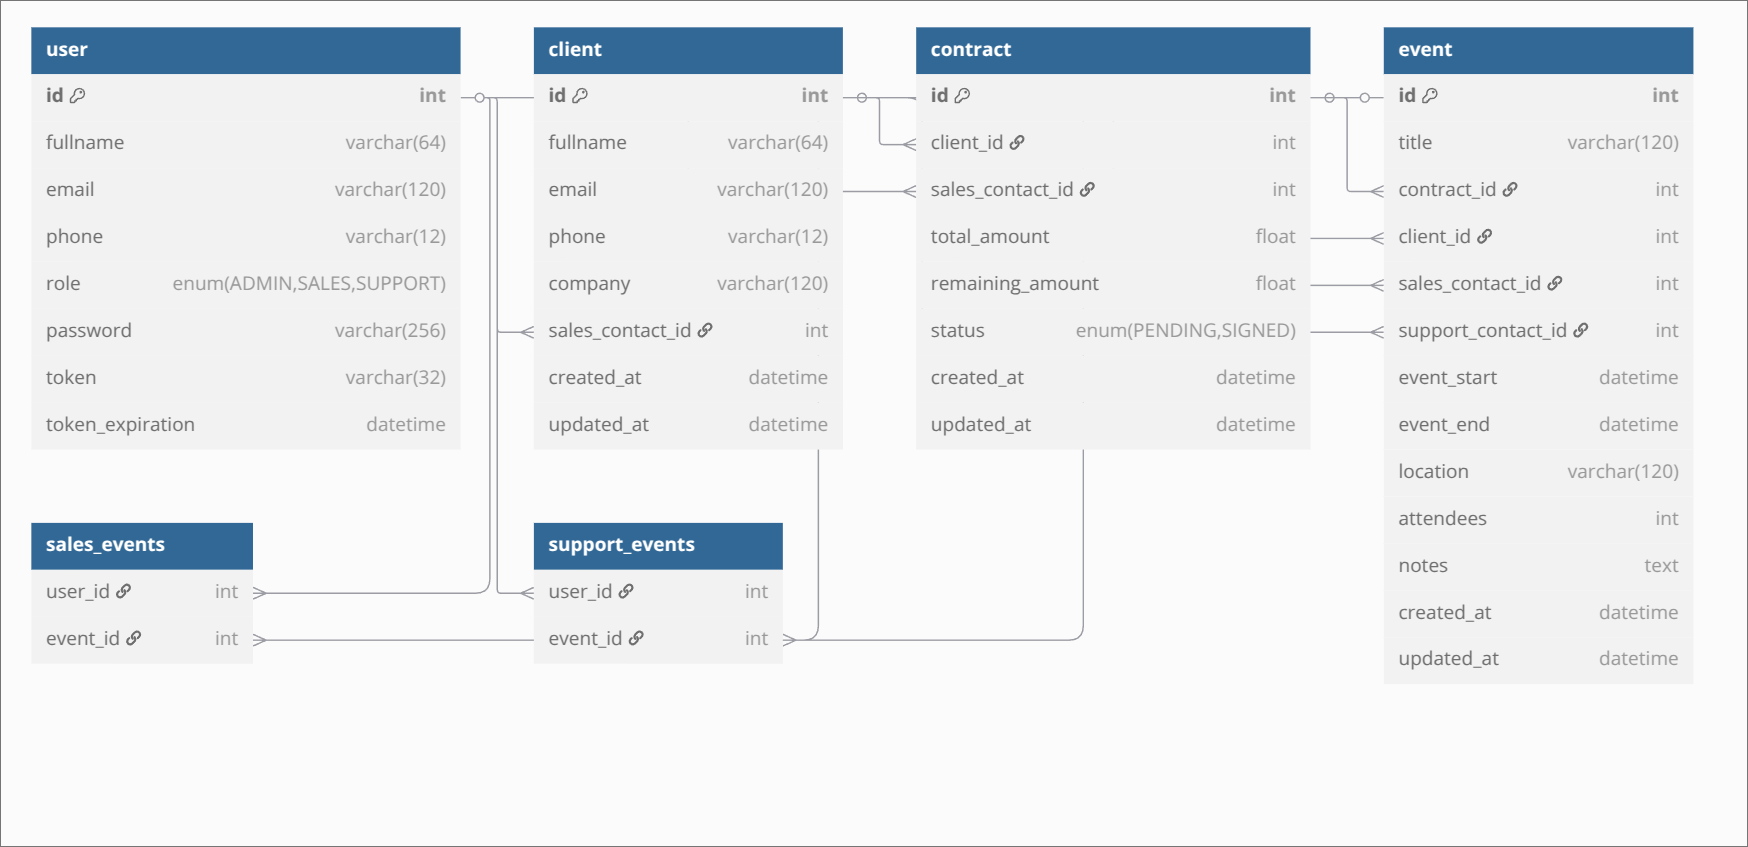 user
id int
fullname varchar(64)
email varchar(120)
phone varchar(12)
role enum(ADMIN,SALES,SUPPORT)
password varchar(256)
token varchar(32)
token_expiration datetime
client
id int
fullname varchar(64)
email varchar(120)
phone varchar(12)
company varchar(120)
sales_contact_id int
created_at datetime
updated_at datetime
contract
id int
client_id int
sales_contact_id int
total_amount float
remaining_amount float
status enum(PENDING,SIGNED)
created_at datetime
updated_at datetime
event
id int
title varchar(120)
contract_id int
client_id int
sales_contact_id int
support_contact_id int
event_start datetime
event_end datetime
location varchar(120)
attendees int
notes text
created_at datetime
updated_at datetime
sales_events
user_id int
event_id int
support_events
user_id int
event_id int